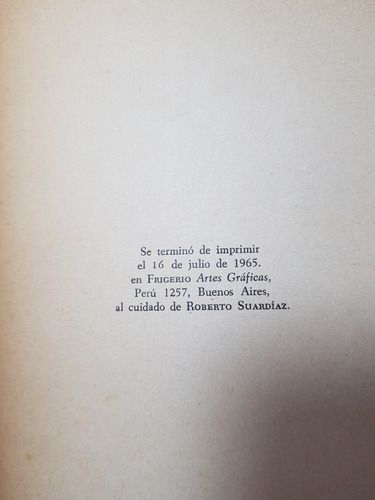 Se terminó de imprimir
el 16 de julio de 1965.
en FRIGERIO Artes Gráficas,
Perú 1257, Buenos Aires,
al cuidado de ROBERTO SUARDÍAZ.